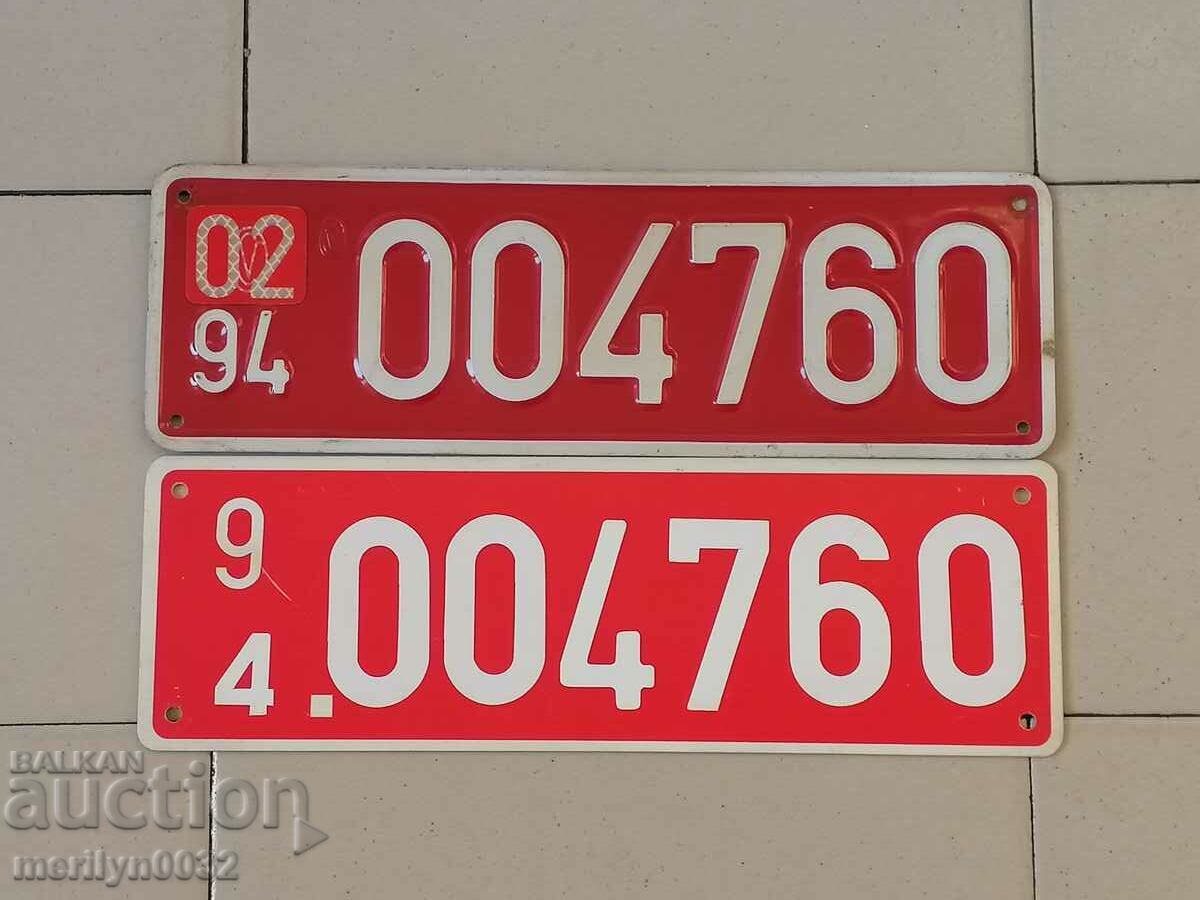 02
94 004760
9
4 .004760
BALKAN
auction
merilyn0032